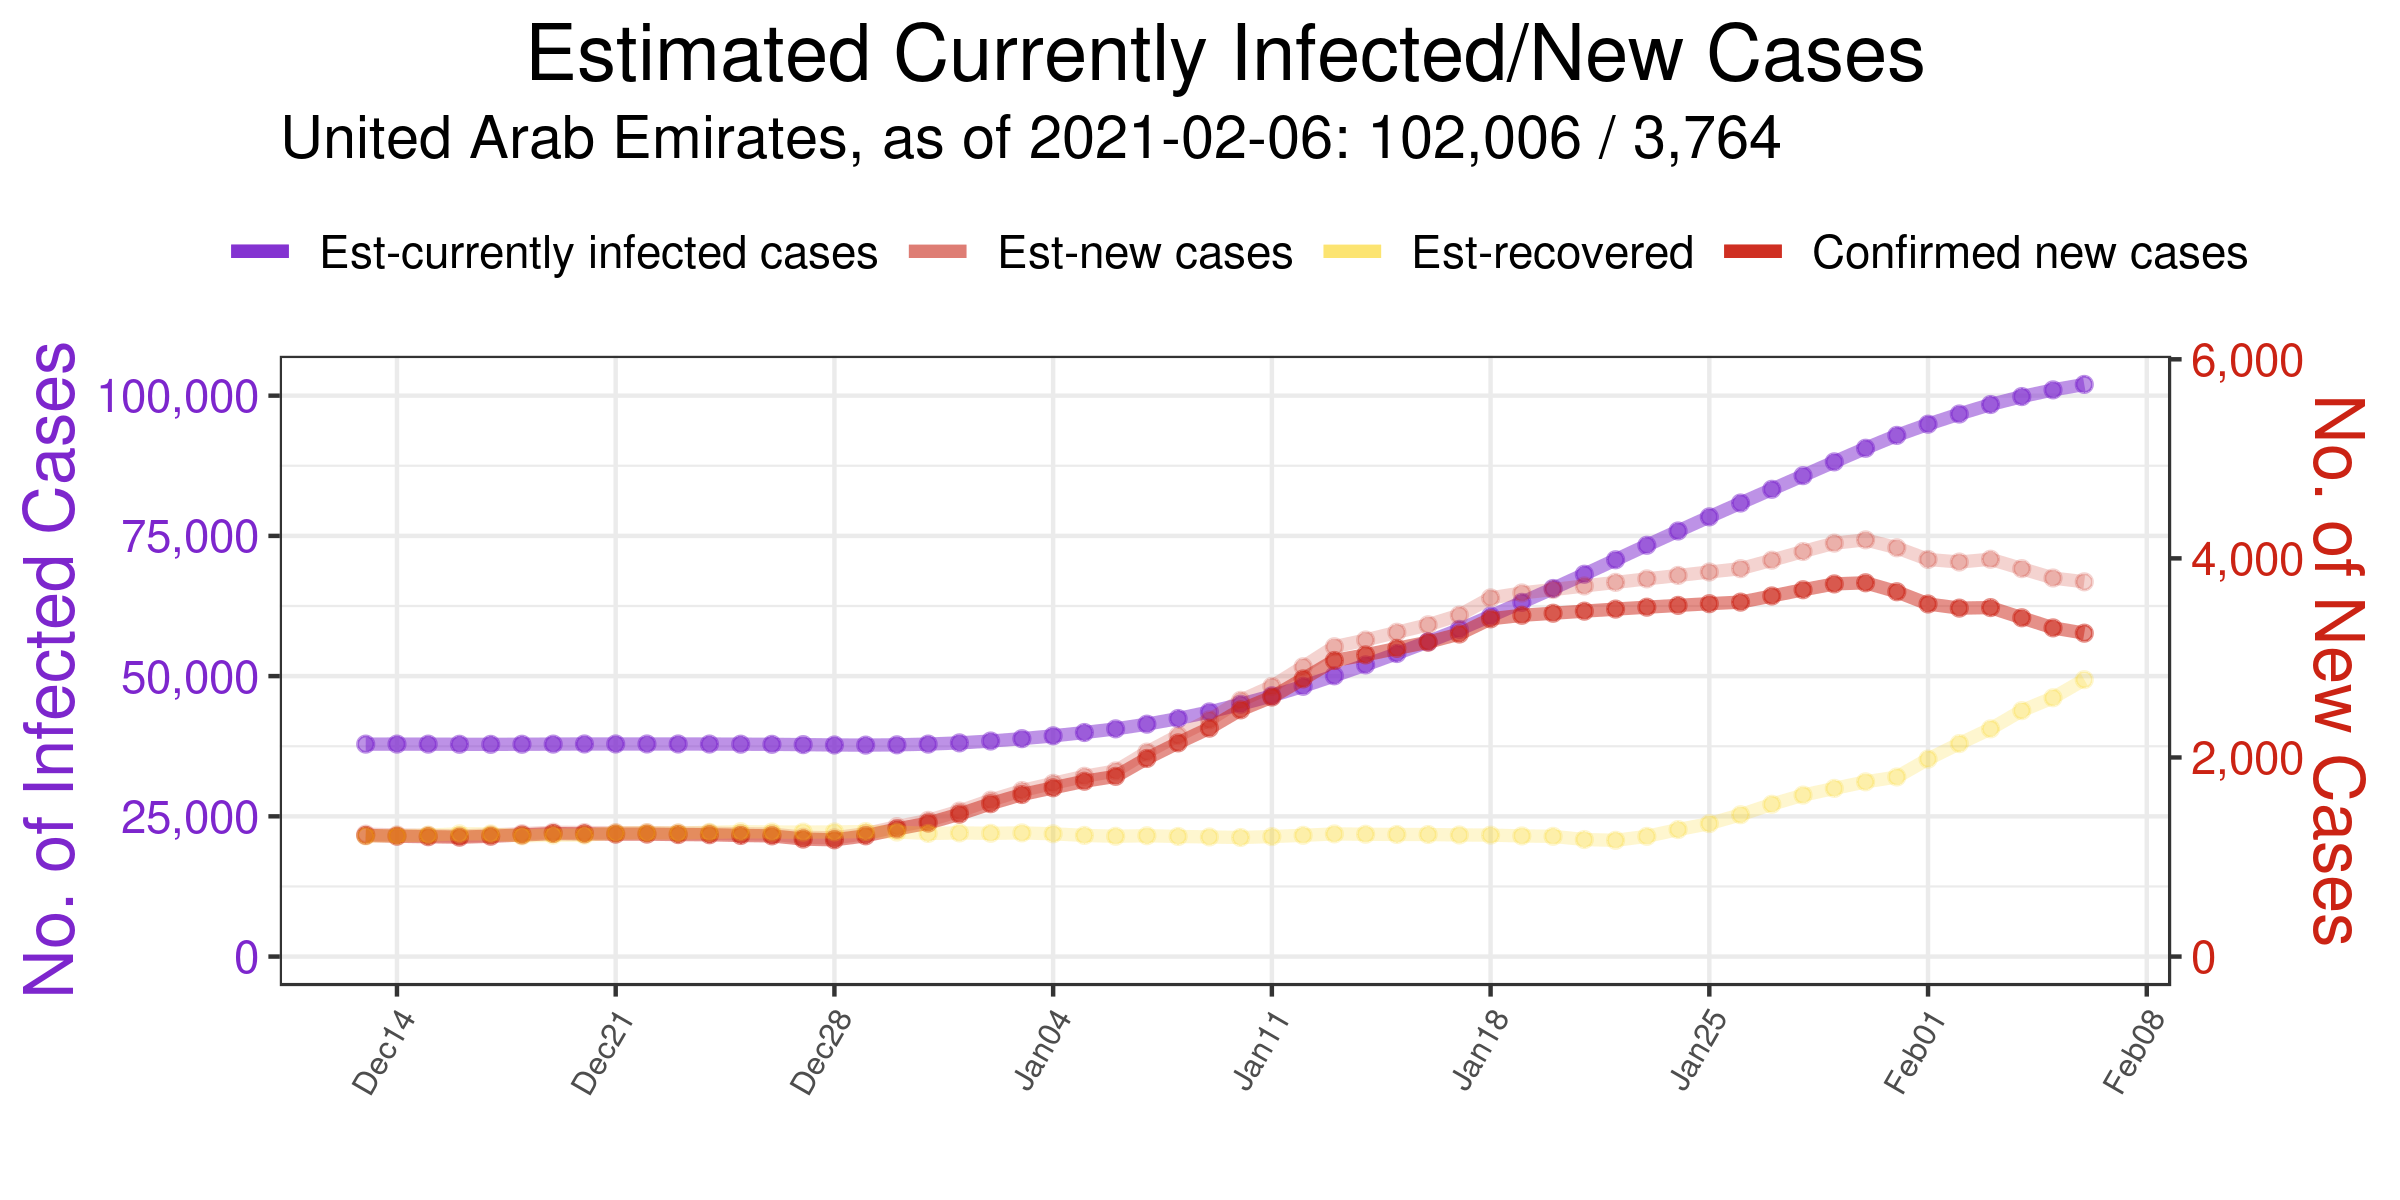 Estimated Currently Infected/New Cases
United Arab Emirates, as of 2021-02-06: 102,006 / 3,764
Est-currently infected cases Est-new cases Est-recovered Confirmed new cases
No. of Infected Cases
100,000
75,000
50,000
25,000
0
6,000
4,000
2,000
0
No. of New Cases
Dec14 Dec21 Dec28 Jan04 Jan11 Jan18 Jan25 Feb01 Feb08